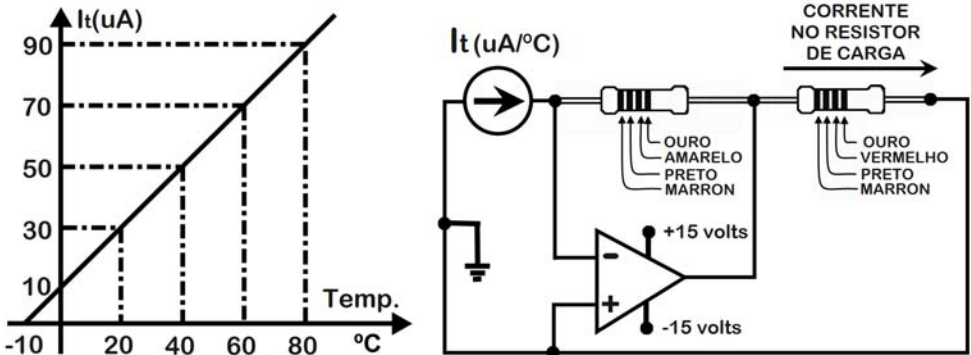 It(uA)
90
70
50
30
10
-10
20
40
60
80
Temp.
ºC
It (uA/ºC)
CORRENTE
NO RESISTOR
DE CARGA
OURO
AMARELO
PRETO
MARRON
OURO
VERMELHO
PRETO
MARRON
+15 volts
-
+
-15 volts